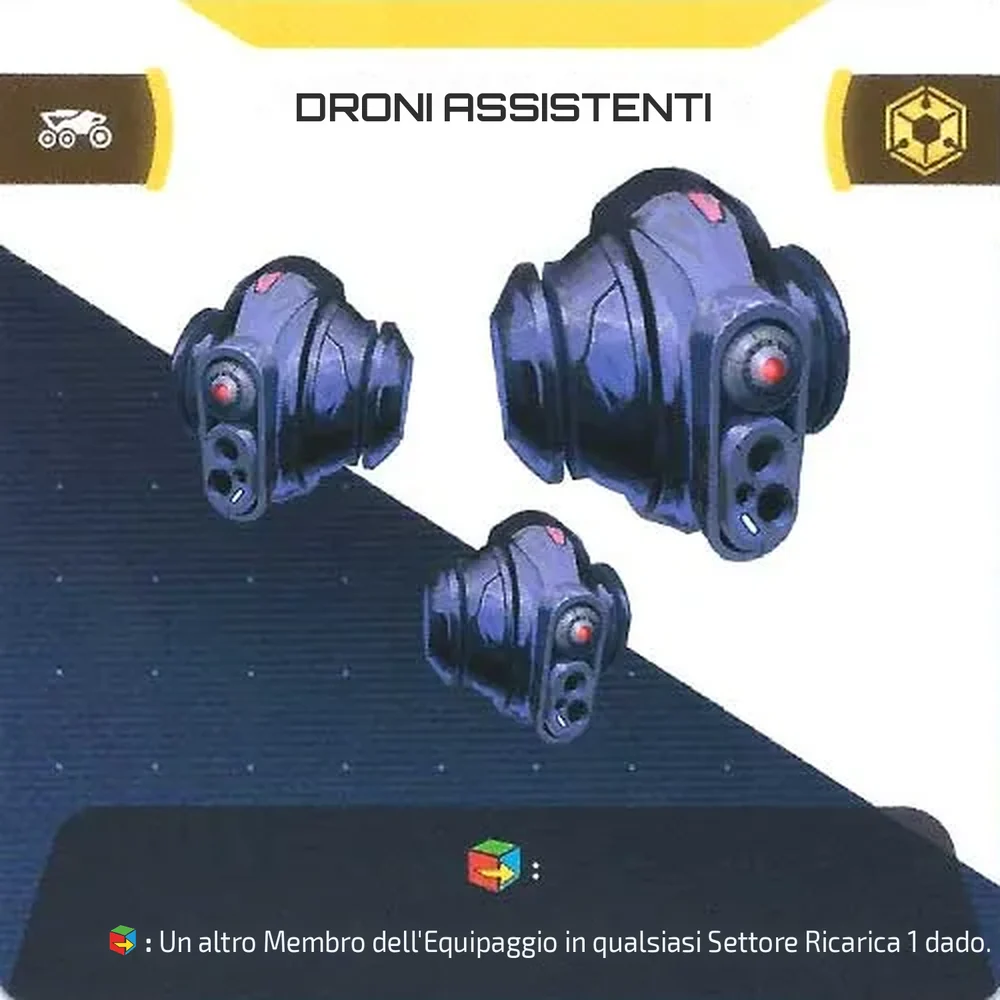 DRONI ASSISTENTI
:
: Un altro Membro dell'Equipaggio in qualsiasi Settore Ricarica 1 dado.